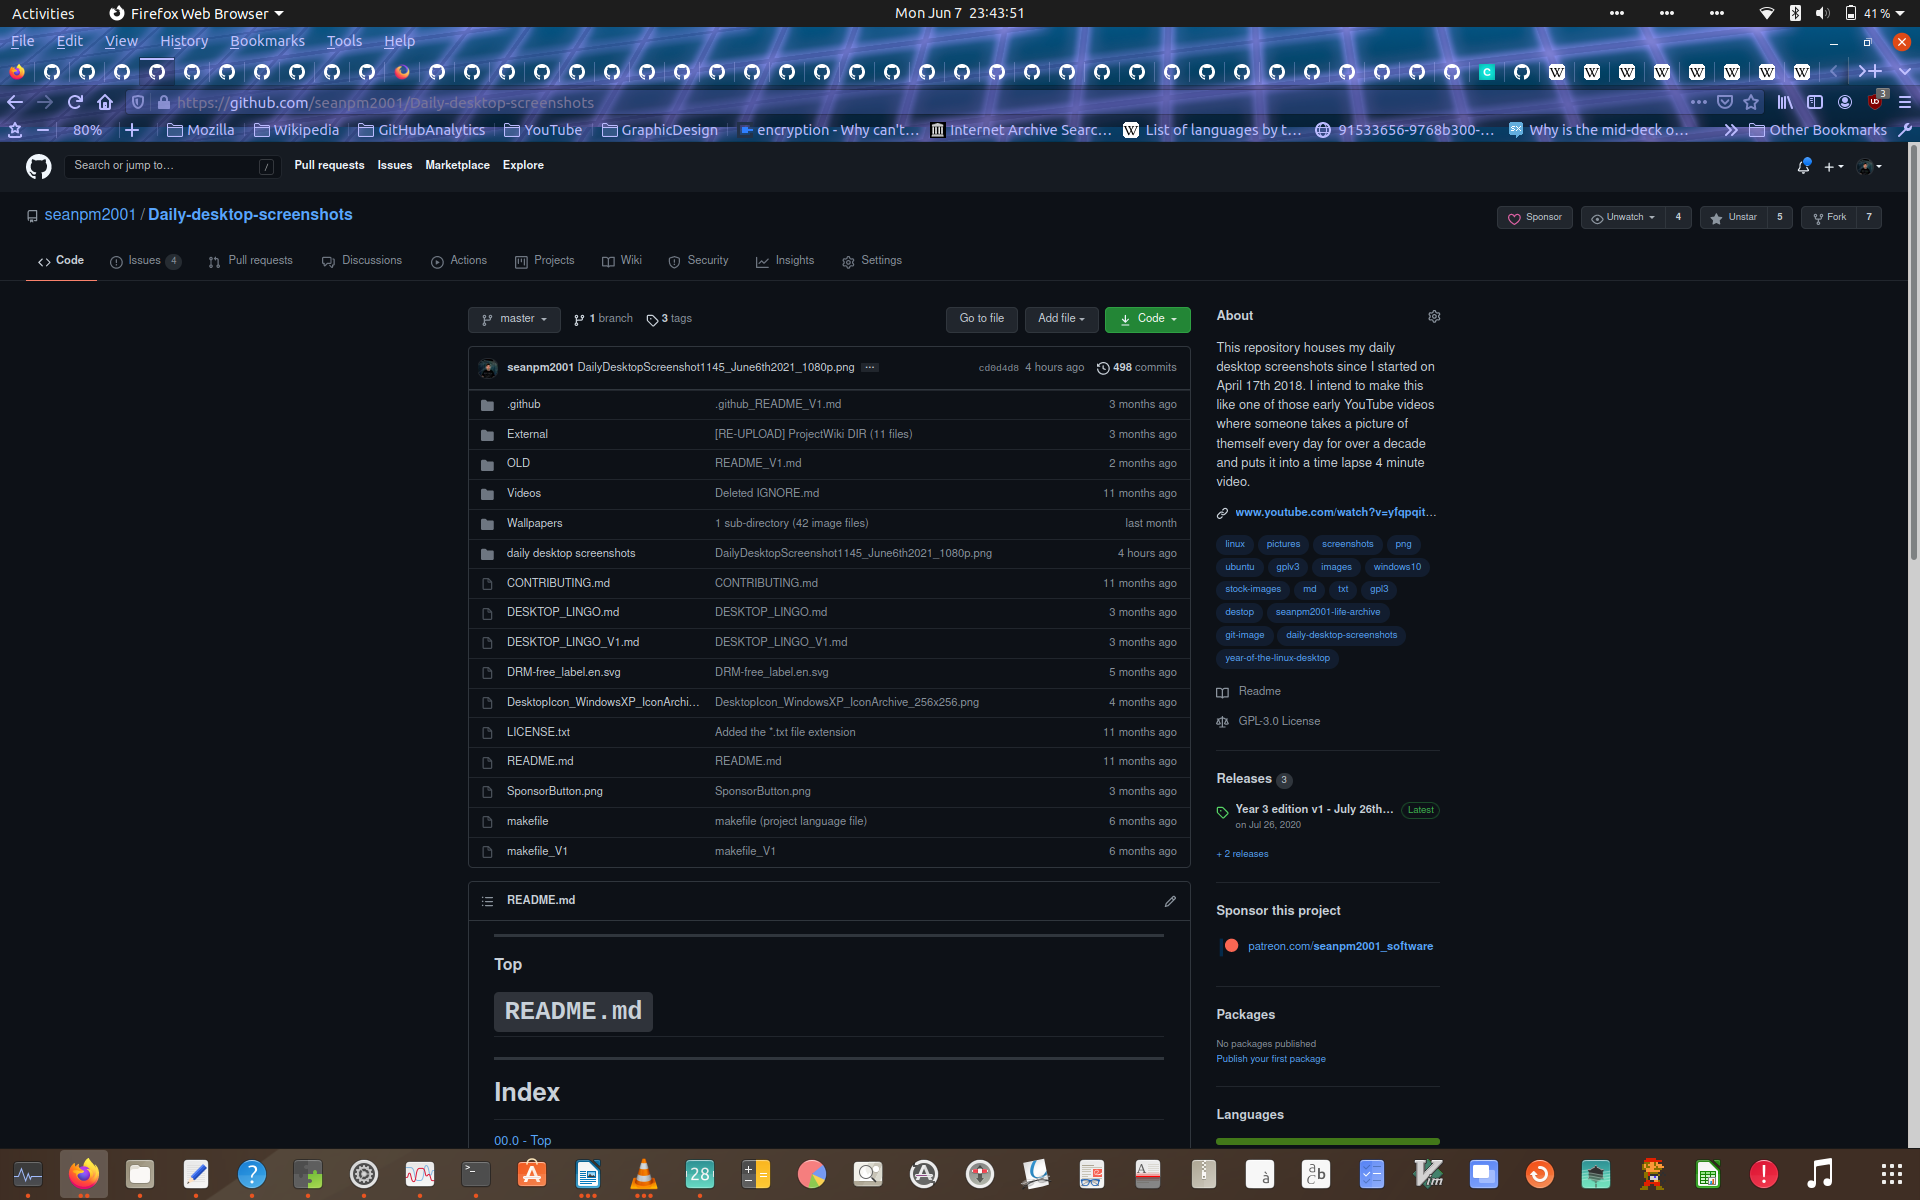 Activities Firefox Web Browser Mon Jun 7 23:43:51 41 %
File Edit View History Bookmarks Tools Help
https://github.com/seanpm2001/Daily-desktop-screenshots 3
80% Mozilla Wikipedia GitHubAnalytics YouTube GraphicDesign encryption - Why can't… Internet Archive Searc… List of languages by t… 91533656-9768b300-… Why is the mid-deck o… Other Bookmarks
Search or jump to… / Pull requests Issues Marketplace Explore
seanpm2001 / Daily-desktop-screenshots Sponsor Unwatch 4 Unstar 5 Fork 7
Code Issues 4 Pull requests Discussions Actions Projects Wiki Security Insights Settings
master 1 branch 3 tags Go to file Add file Code
seanpm2001 DailyDesktopScreenshot1145_June6th2021_1080p.png ... cd0d4d8 4 hours ago 498 commits
.github .github_README_V1.md 3 months ago
External [RE-UPLOAD] ProjectWiki DIR (11 files) 3 months ago
OLD README_V1.md 2 months ago
Videos Deleted IGNORE.md 11 months ago
Wallpapers 1 sub-directory (42 image files) last month
daily desktop screenshots DailyDesktopScreenshot1145_June6th2021_1080p.png 4 hours ago
CONTRIBUTING.md CONTRIBUTING.md 11 months ago
DESKTOP_LINGO.md DESKTOP_LINGO.md 3 months ago
DESKTOP_LINGO_V1.md DESKTOP_LINGO_V1.md 3 months ago
DRM-free_label.en.svg DRM-free_label.en.svg 5 months ago
DesktopIcon_WindowsXP_IconArchi… DesktopIcon_WindowsXP_IconArchive_256x256.png 4 months ago
LICENSE.txt Added the *.txt file extension 11 months ago
README.md README.md 11 months ago
SponsorButton.png SponsorButton.png 3 months ago
makefile makefile (project language file) 6 months ago
makefile_V1 makefile_V1 6 months ago
README.md
Top
README.md
Index
00.0 - Top
About
This repository houses my daily
desktop screenshots since I started on
April 17th 2018. I intend to make this
like one of those early YouTube videos
where someone takes a picture of
themself every day for over a decade
and puts it into a time lapse 4 minute
video.
www.youtube.com/watch?v=yfqpqit…
linux pictures screenshots png
ubuntu gplv3 images windows10
stock-images md txt gpl3
destop seanpm2001-life-archive
git-image daily-desktop-screenshots
year-of-the-linux-desktop
Readme
GPL-3.0 License
Releases 3
Year 3 edition v1 - July 26th… Latest
on Jul 26, 2020
+ 2 releases
Sponsor this project
patreon.com/seanpm2001_software
Packages
No packages published
Publish your first package
Languages
28